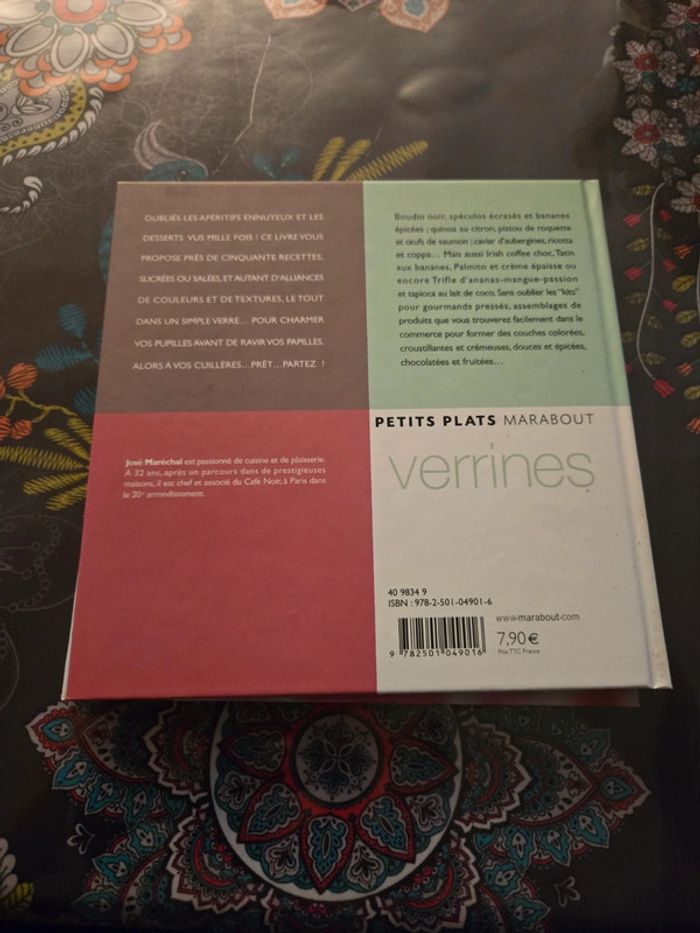 OUBLIÉS LES APÉRITIFS ENNUYEUX ET LES
DESSERTS VUS MILLE FOIS ! CE LIVRE VOUS
PROPOSE PRÈS DE CINQUANTE RECETTES,
SUCRÉES OU SALÉES, ET AUTANT D'ALLIANCES
DE COULEURS ET DE TEXTURES, LE TOUT
DANS UN SIMPLE VERRE... POUR CHARMER
VOS PUPILLES AVANT DE RAVIR VOS PAPILLES.
ALORS À VOS CUILLÈRES...PRÊT...PARTEZ !
Boudin noir, spéculos écrasés et bananes
épicées ; quinoa au citron, pistou de roquette
et œufs de saumon ; caviar d'aubergines, ricotta
et coppa... Mais aussi Irish coffee choc, Tatin
aux bananes, Palmito et crème épaisse ou
encore Trifle d'ananas-mangue-passion
et tapioca au lait de coco. Sans oublier les "kits"
pour gourmands pressés, assemblages de
produits que vous trouverez facilement dans le
commerce pour former des couches colorées,
croustillantes et crémeuses, douces et épicées,
chocolatées et fruitées...
José Maréchal est passionné de cuisine et de pâtisserie.
À 32 ans, après un parcours dans de prestigieuses
maisons, il est chef et associé du Café Noir, à Paris dans
le 20e arrondissement.
PETITS PLATS MARABOUT
verrines
40 9834 9
ISBN : 978-2-501-04901-6
www.marabout.com
7,90 €
Prix TTC France
9 782501 049016